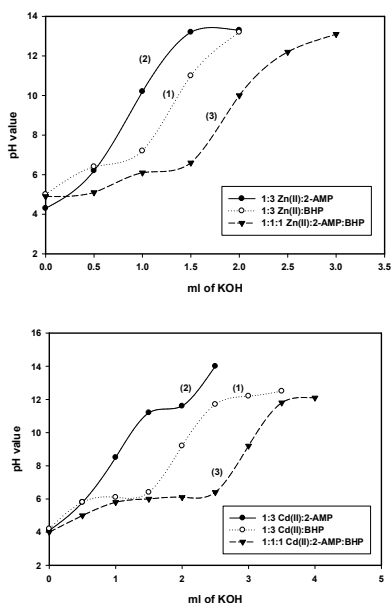 14
12
10
8
6
4
2
pH value
(2)
(1)
(3)
1:3 Zn(II):2-AMP
1:3 Zn(II):BHP
1:1:1 Zn(II):2-AMP:BHP
0.0 0.5 1.0 1.5 2.0 2.5 3.0 3.5
ml of KOH
16
14
12
10
8
6
4
2
pH value
(2)
(1)
(3)
1:3 Cd(II):2-AMP
1:3 Cd(II):BHP
1:1:1 Cd(II):2-AMP:BHP
0 1 2 3 4 5
ml of KOH